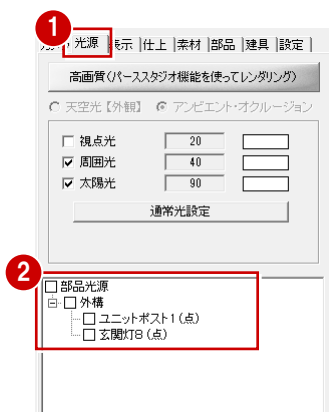 1
光源 表示 仕上 素材 部品 建具 設定
高画質(パーススタジオ機能を使ってレンダリング)
天空光【外観】 アンビエント・オクルージョン
視点光 20
周囲光 40
太陽光 90
通常光設定
2
部品光源
外構
ユニットポスト1(点)
玄関灯8(点)